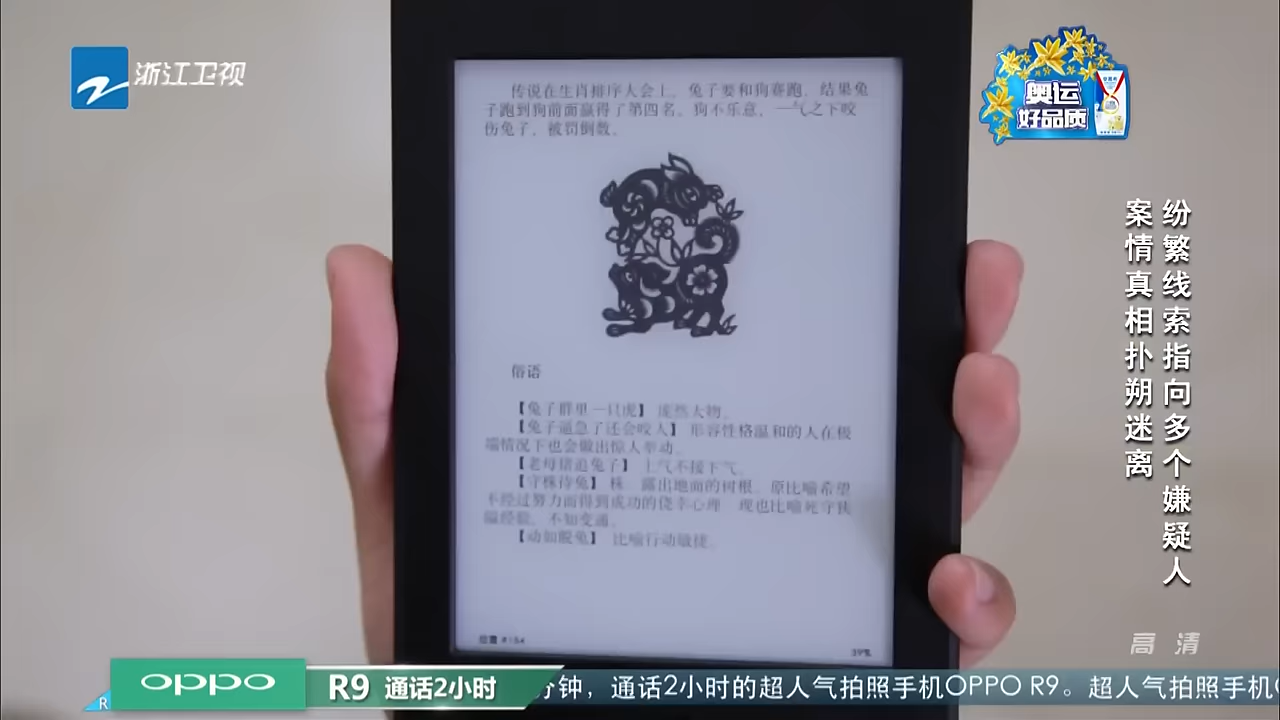 浙江卫视
奥运
好品质
传说在生肖排序大会上，兔子要和狗赛跑，结果兔
子跑到狗前面赢得了第四名。狗不乐意，一气之下咬
伤兔子，被罚倒数。
俗语
【兔子群里一只虎】 庞然大物。
【兔子逼急了还会咬人】 形容性格温和的人在极
端情况下也会做出惊人举动。
【老母猪追兔子】 上气不接下气。
【守株待兔】 株，露出地面的树根。原比喻希望
不经过努力而得到成功的侥幸心理，现也比喻死守狭
隘经验，不知变通。
【动如脱兔】 比喻行动敏捷。
位置 #154
39%
纷繁线索指向多个嫌疑人
案情真相扑朔迷离
高清
oppo
R9 通话2小时
分钟，通话2小时的超人气拍照手机OPPO R9。超人气拍照手机